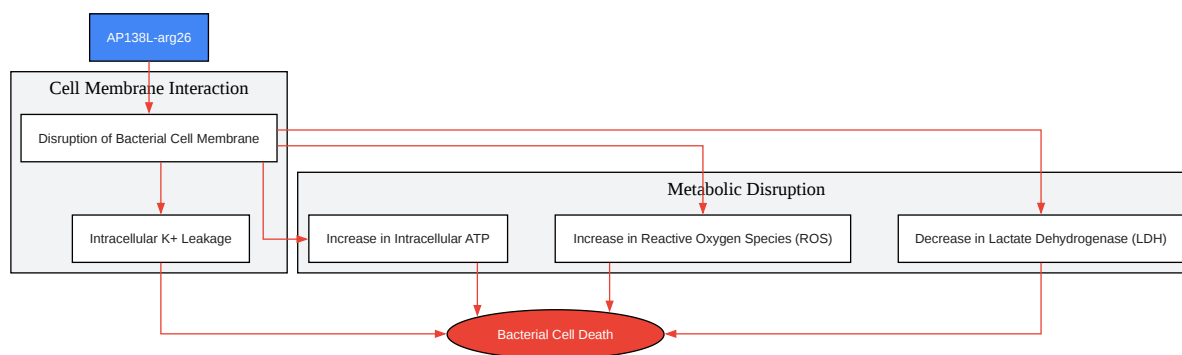 AP138L-arg26
Cell Membrane Interaction
Disruption of Bacterial Cell Membrane
Metabolic Disruption
Intracellular K+ Leakage
Increase in Intracellular ATP
Increase in Reactive Oxygen Species (ROS)
Decrease in Lactate Dehydrogenase (LDH)
Bacterial Cell Death